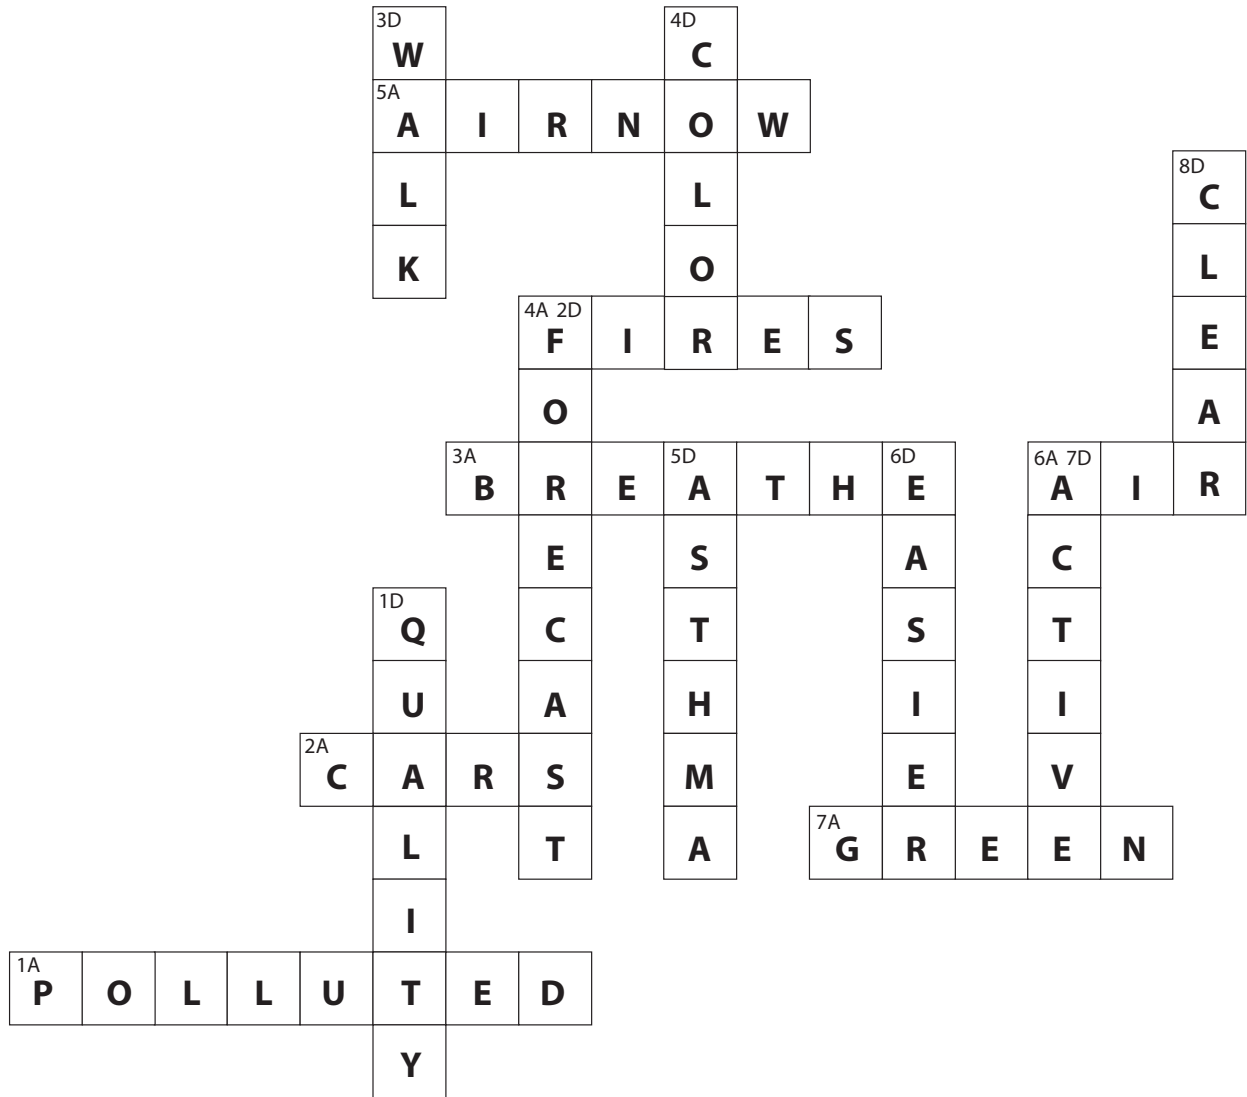 3D 4D
W C
5A
A I R N O W
8D
L L C
K O L
4A 2D
F I R E S E
O A
3A 5D 6D 6A 7D
B R E A T H E A I R
E S A C
1D
Q C T S T
U A H I I
2A
C A R S M E V
7A
L T A G R E E N
I
1A
P O L L U T E D
Y